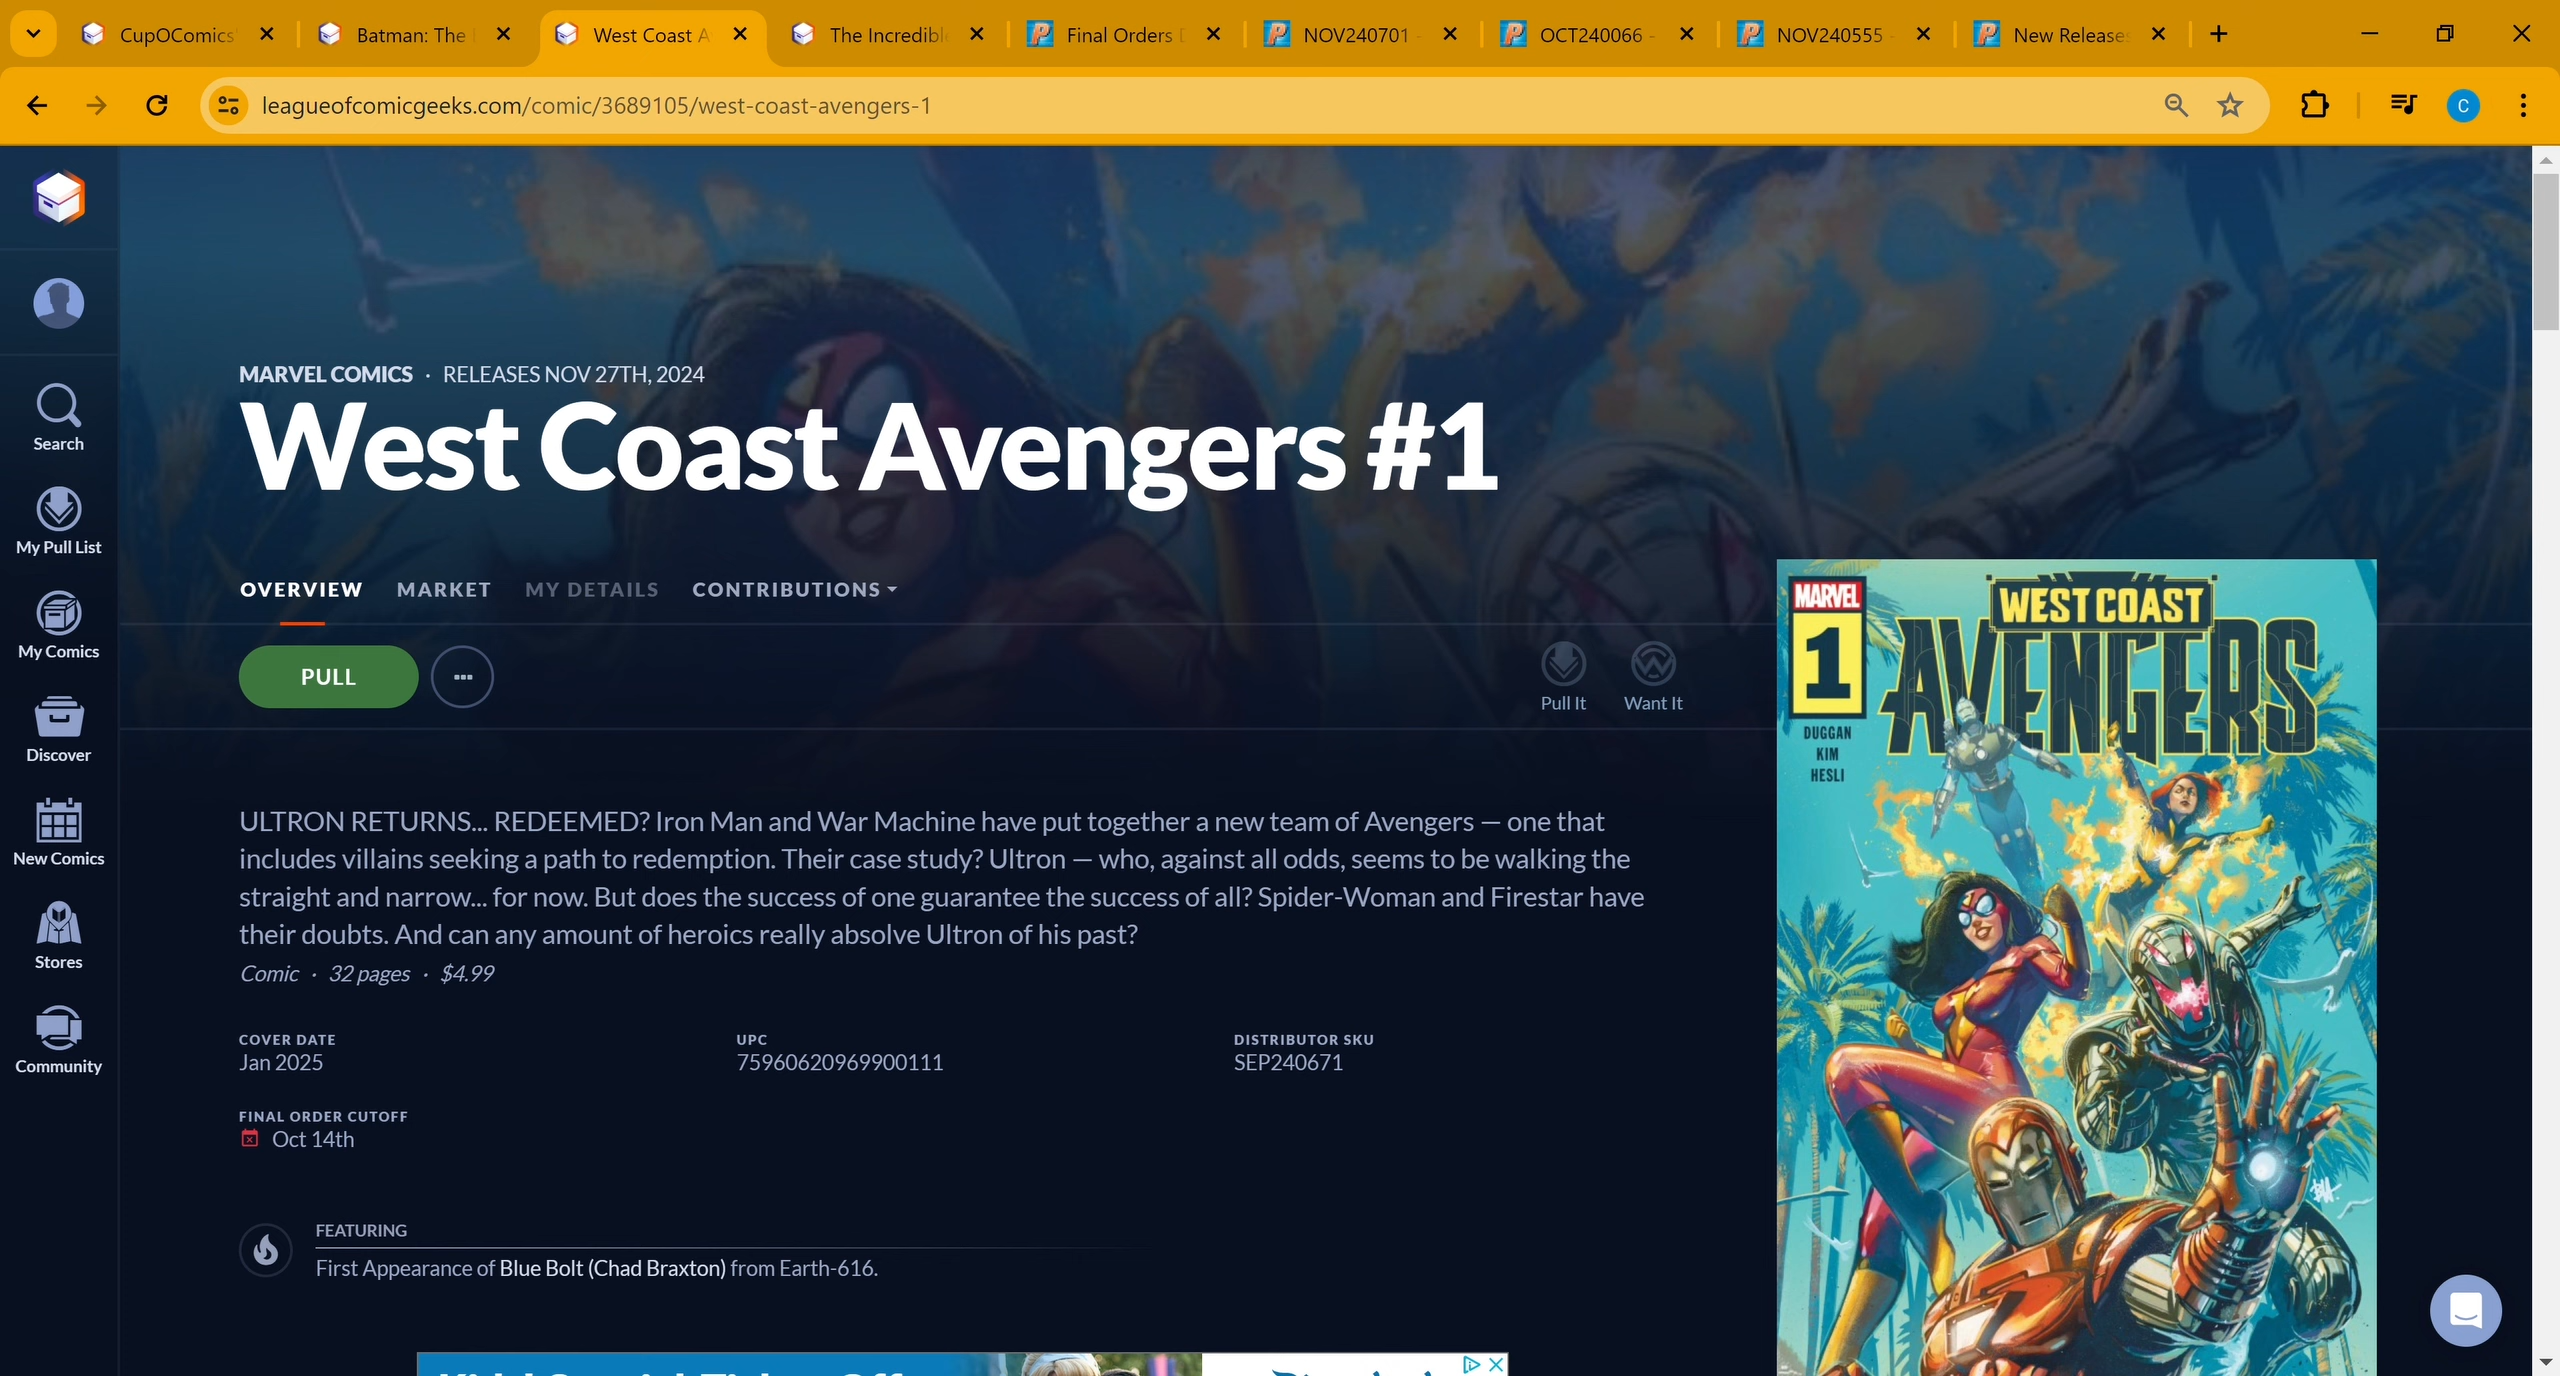 CupOComics'
Batman: The
West Coast A
The Incredibl
Final Orders D
NOV240701 -
OCT240066 -
NOV240555 -
New Release
leagueofcomicgeeks.com/comic/3689105/west-coast-avengers-1
C
Search
My Pull List
My Comics
Discover
New Comics
Stores
Community
MARVEL COMICS · RELEASES NOV 27TH, 2024
West Coast Avengers #1
OVERVIEW MARKET MY DETAILS CONTRIBUTIONS
PULL
Pull It
Want It
ULTRON RETURNS... REDEEMED? Iron Man and War Machine have put together a new team of Avengers — one that
includes villains seeking a path to redemption. Their case study? Ultron — who, against all odds, seems to be walking the
straight and narrow... for now. But does the success of one guarantee the success of all? Spider-Woman and Firestar have
their doubts. And can any amount of heroics really absolve Ultron of his past?
Comic · 32 pages · $4.99
COVER DATE
Jan 2025
UPC
75960620969900111
DISTRIBUTOR SKU
SEP240671
FINAL ORDER CUTOFF
Oct 14th
FEATURING
First Appearance of Blue Bolt (Chad Braxton) from Earth-616.
MARVEL
1
DUGGAN
KIM
HESLI
WEST COAST
AVENGERS